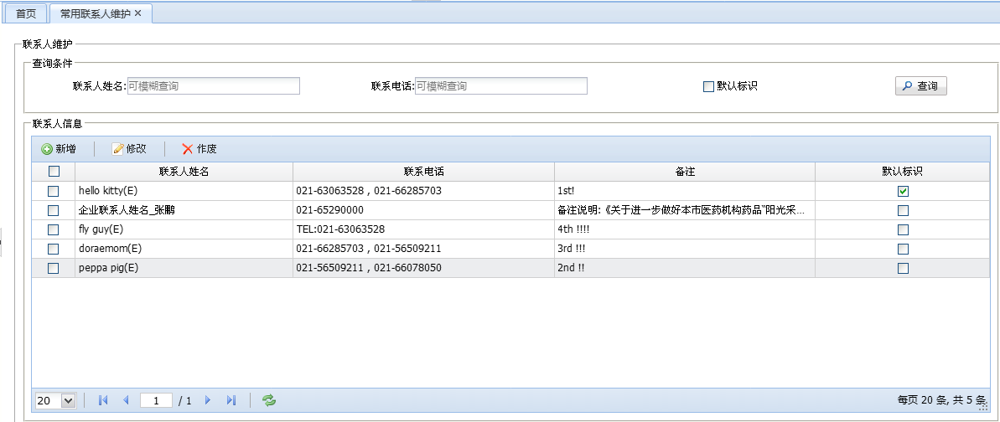 首页 常用联系人维护
联系人维护
查询条件
联系人姓名: 可模糊查询 联系电话: 可模糊查询 默认标识 查询
联系人信息
新增 修改 作废
联系人姓名 联系电话 备注 默认标识
hello kitty(E) 021-63063528 , 021-66285703 1st!
企业联系人姓名_张鹏 021-65290000 备注说明:《关于进一步做好本市医药机构药品“阳光采...
fly guy(E) TEL:021-63063528 4th !!!!
doraemom(E) 021-66285703 , 021-56509211 3rd !!!
peppa pig(E) 021-56509211 , 021-66078050 2nd !!
20 1 / 1 每页 20 条, 共 5 条